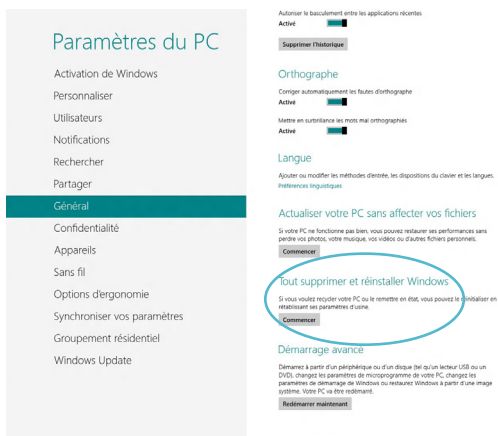 Paramètres du PC
Activation de Windows
Personnaliser
Utilisateurs
Notifications
Rechercher
Partager
Général
Confidentialité
Appareils
Sans fil
Options d'ergonomie
Synchroniser vos paramètres
Groupement résidentiel
Windows Update
Autoriser le basculement entre les applications récentes
Activé
Supprimer l'historique
Orthographe
Corriger automatiquement les fautes d'orthographe
Activé
Mettre en surbrillance les mots mal orthographiés
Activé
Langue
Ajouter ou modifier les méthodes d'entrée, les dispositions du clavier et les langues.
Préférences linguistiques
Actualiser votre PC sans affecter vos fichiers
Si votre PC ne fonctionne pas bien, vous pouvez restaurer ses performances sans
perdre vos photos, votre musique, vos vidéos ou d'autres fichiers personnels.
Commencer
Tout supprimer et réinstaller Windows
Si vous voulez recycler votre PC ou le remettre en état, vous pouvez le réinitialiser en
rétablissant ses paramètres d'usine.
Commencer
Démarrage avancé
Démarrez à partir d'un périphérique ou d'un disque (tel qu'un lecteur USB ou un
DVD), changez les paramètres de microprogramme de votre PC, changez les
paramètres de démarrage de Windows ou restaurez Windows à partir d'une image
système. Votre PC va être redémarré.
Redémarrer maintenant